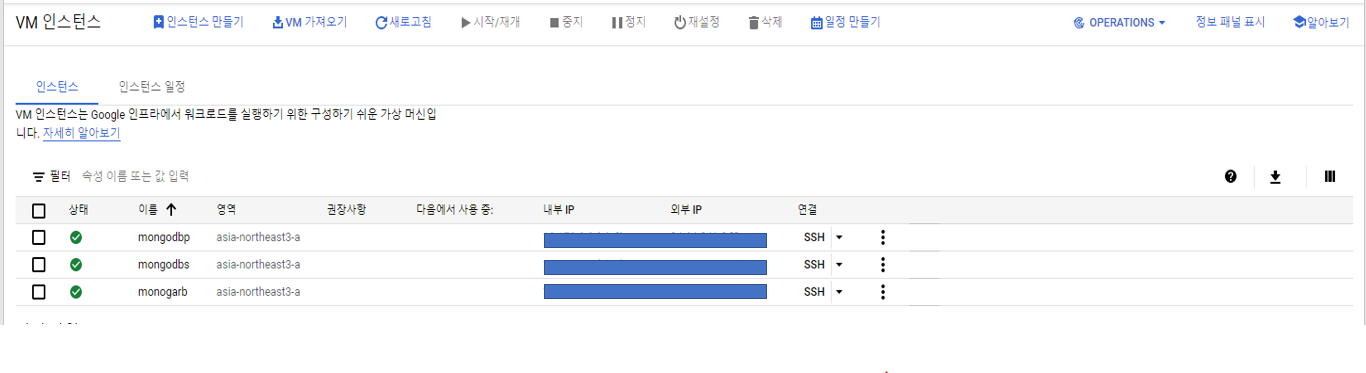 VM 인스턴스 인스턴스 만들기 VM 가져오기 새로고침 시작/재개 중지 정지 재설정 삭제 일정 만들기 OPERATIONS 정보 패널 표시 알아보기
인스턴스 인스턴스 일정
VM 인스턴스는 Google 인프라에서 워크로드를 실행하기 위한 구성하기 쉬운 가상 머신입
니다. 자세히 알아보기
필터 속성 이름 또는 값 입력
상태 이름 영역 권장사항 다음에서 사용 중: 내부 IP 외부 IP 연결
mongodbp asia-northeast3-a SSH
mongodbs asia-northeast3-a SSH
monogarb asia-northeast3-a SSH